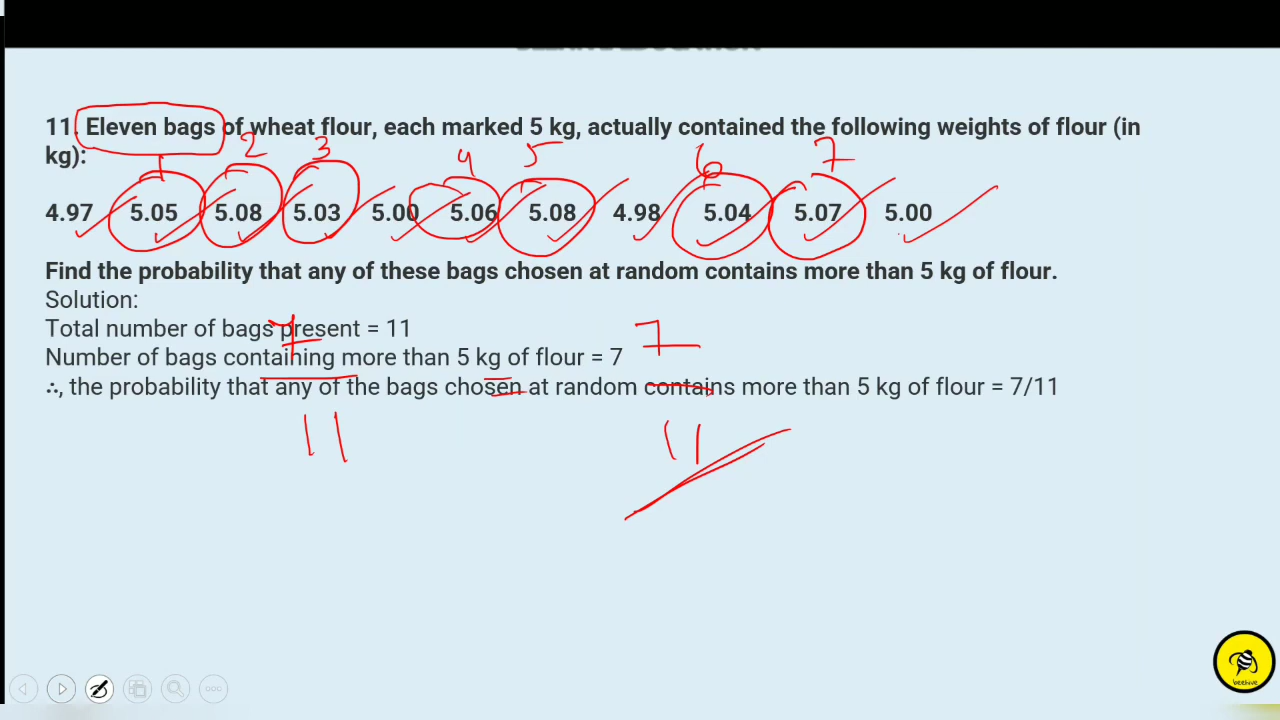 11. Eleven bags of wheat flour, each marked 5 kg, actually contained the following weights of flour (in
kg):
1 2 3 4 5 6 7
4.97 5.05 5.08 5.03 5.00 5.06 5.08 4.98 5.04 5.07 5.00
Find the probability that any of these bags chosen at random contains more than 5 kg of flour.
Solution:
Total number of bags present = 11
Number of bags containing more than 5 kg of flour = 7
∴, the probability that any of the bags chosen at random contains more than 5 kg of flour = 7/11
7 7
11 11
beehive